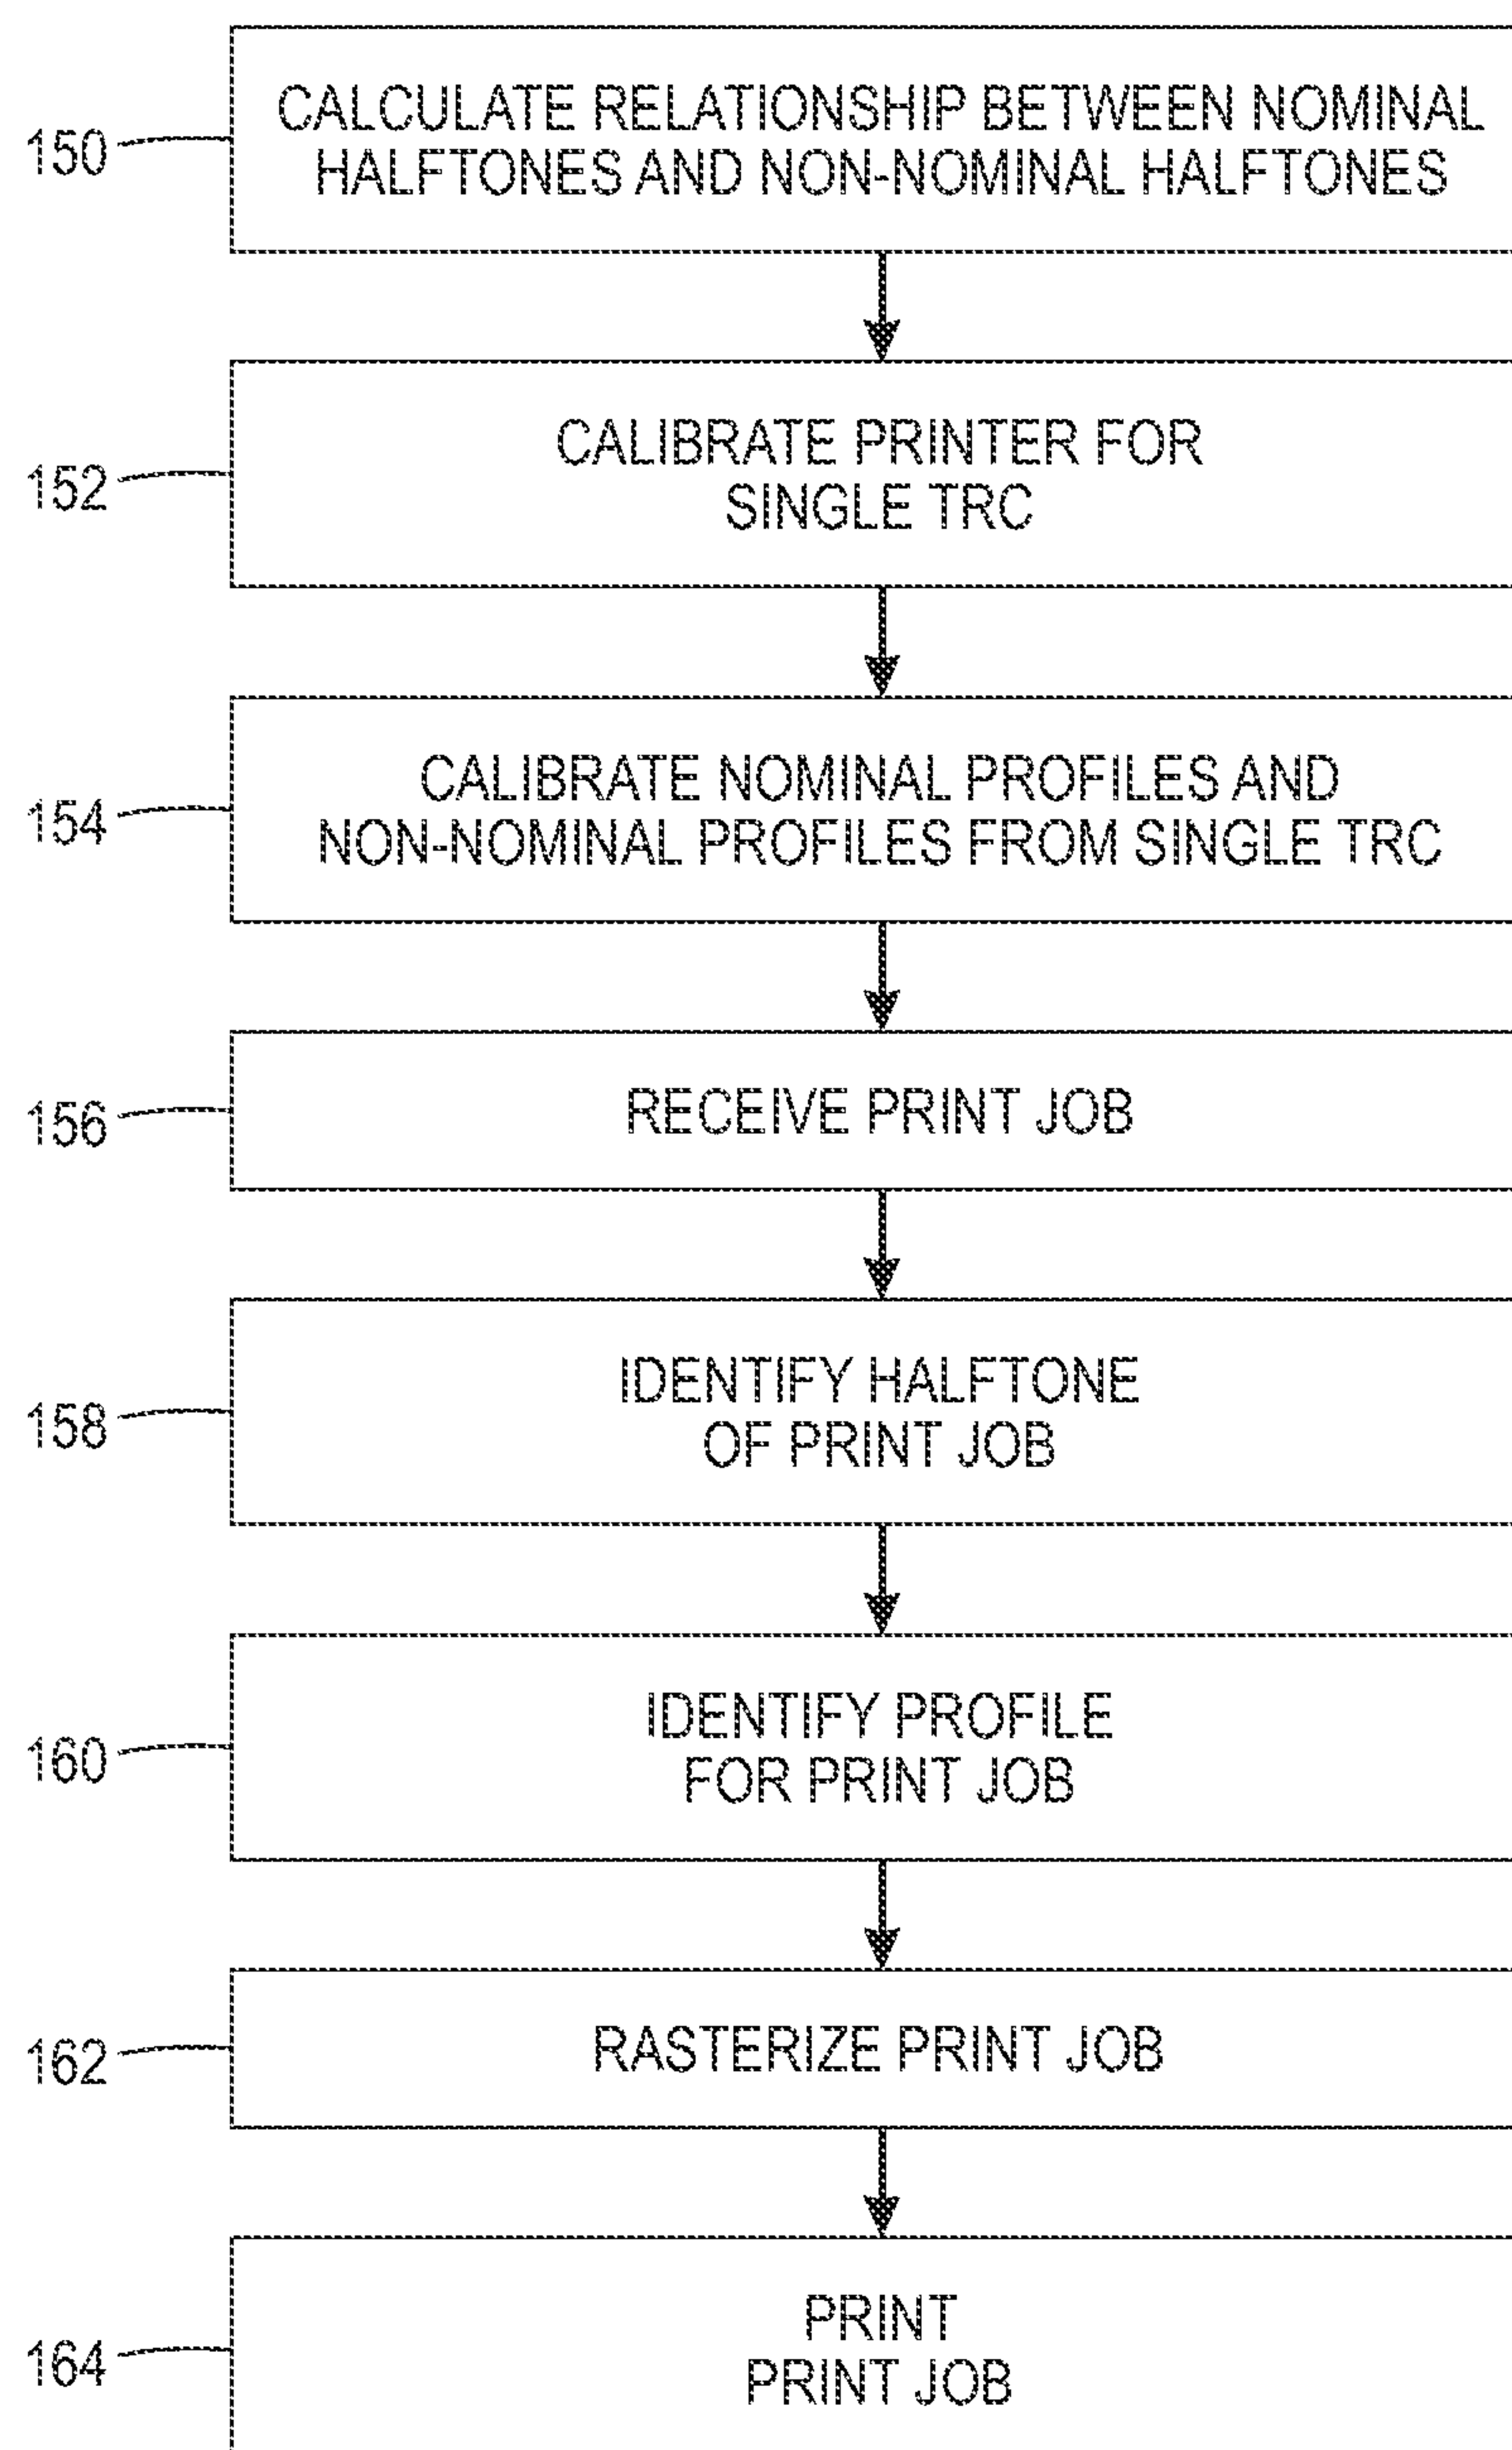 150
CALCULATE RELATIONSHIP BETWEEN NOMINAL
HALFTONES AND NON-NOMINAL HALFTONES
152
CALIBRATE PRINTER FOR
SINGLE TRC
154
CALIBRATE NOMINAL PROFILES AND
NON-NOMINAL PROFILES FROM SINGLE TRC
156
RECEIVE PRINT JOB
158
IDENTIFY HALFTONE
OF PRINT JOB
160
IDENTIFY PROFILE
FOR PRINT JOB
162
RASTERIZE PRINT JOB
164
PRINT
PRINT JOB